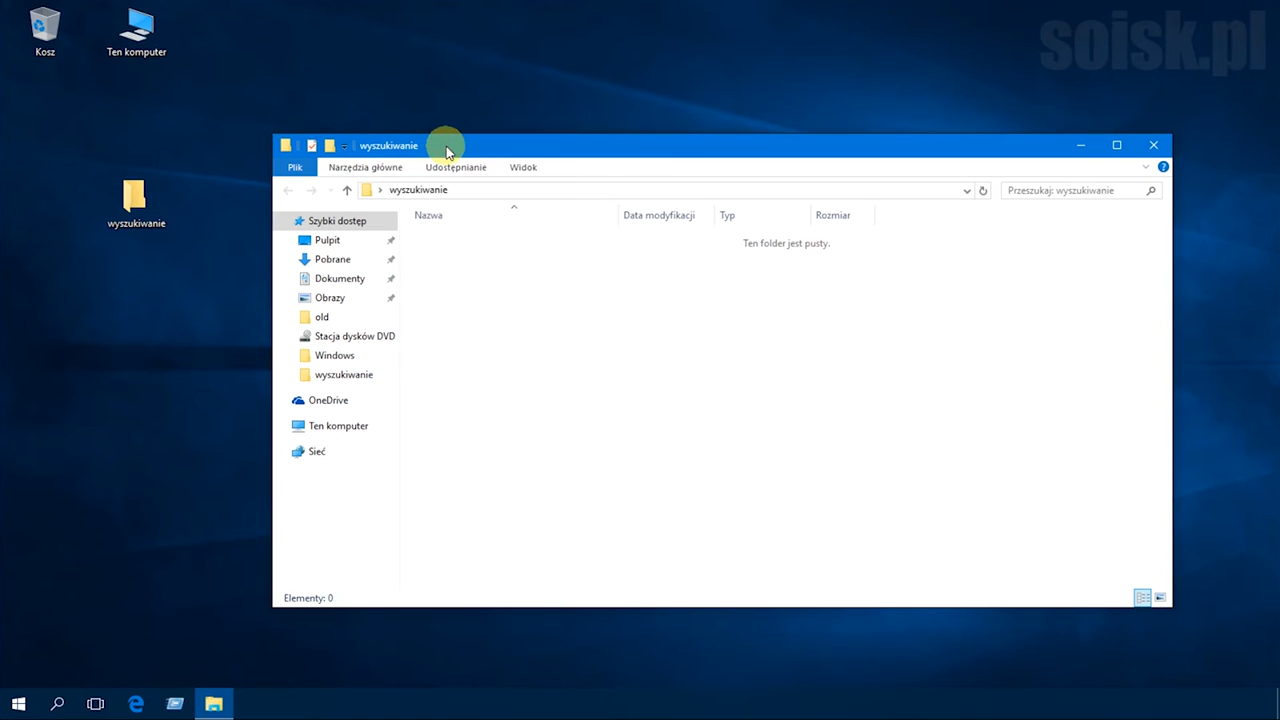 soisk.pl
Kosz
Ten komputer
wyszukiwanie
wyszukiwanie
Plik Narzędzia główne Udostępnianie Widok
wyszukiwanie Przeszukaj: wyszukiwanie
Nazwa Data modyfikacji Typ Rozmiar
Ten folder jest pusty.
Szybki dostęp
Pulpit
Pobrane
Dokumenty
Obrazy
old
Stacja dysków DVD
Windows
wyszukiwanie
OneDrive
Ten komputer
Sieć
Elementy: 0